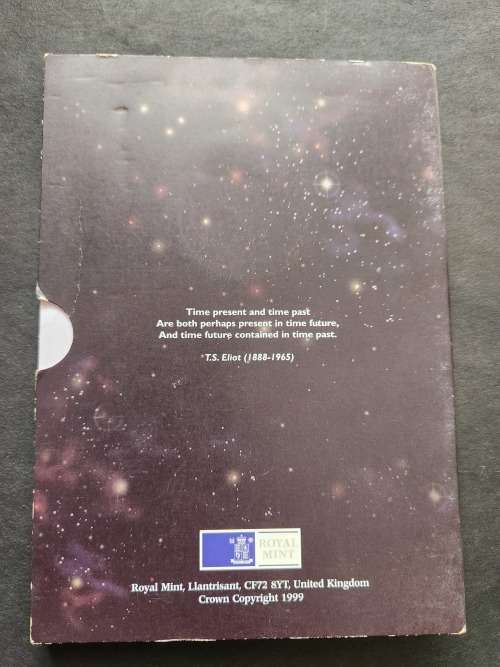 Time present and time past
Are both perhaps present in time future,
And time future contained in time past.
T.S. Eliot (1888-1965)
ROYAL
MINT
Royal Mint, Llantrisant, CF72 8YT, United Kingdom
Crown Copyright 1999